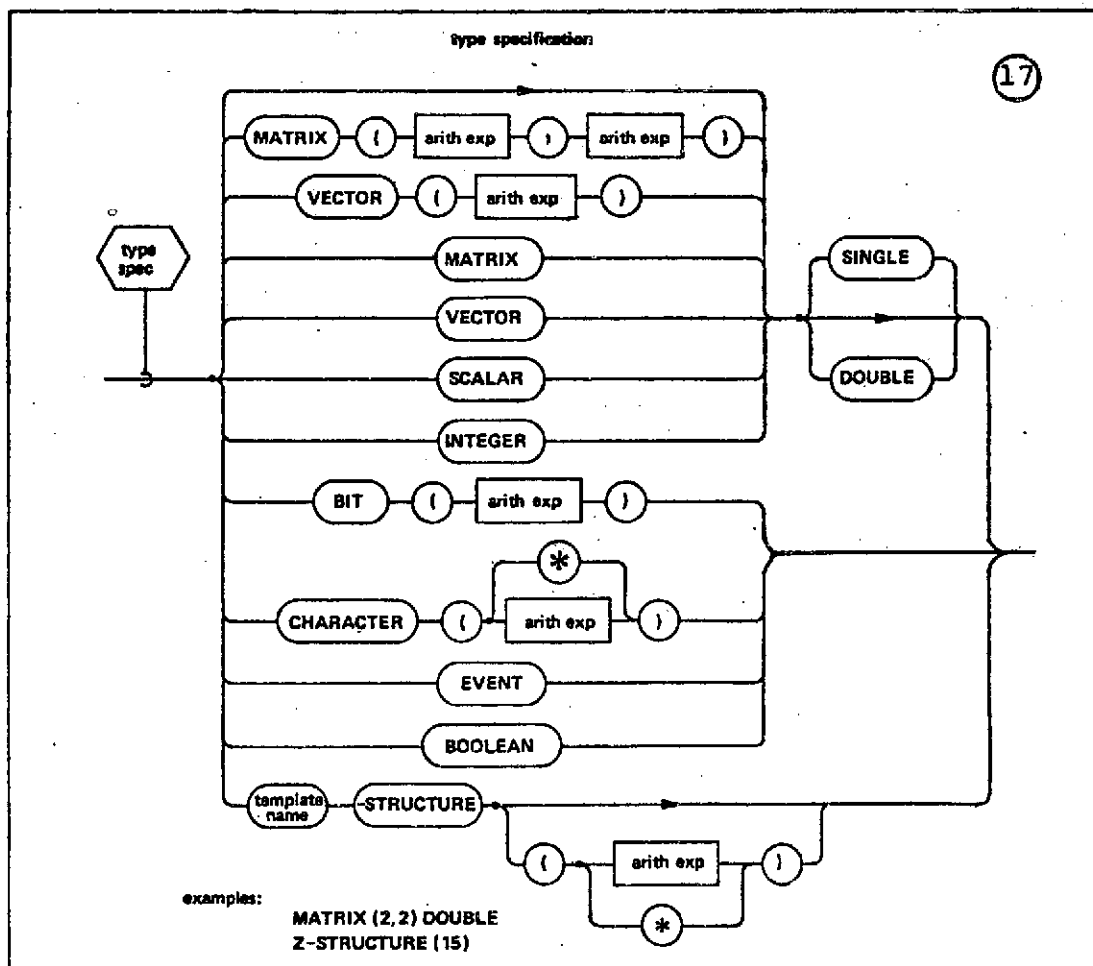 type specification:
17
MATRIX ( arith exp , arith exp )
VECTOR ( arith exp )
type
spec
MATRIX
SINGLE
VECTOR
SCALAR
DOUBLE
INTEGER
BIT ( arith exp )
*
CHARACTER ( arith exp )
EVENT
BOOLEAN
template
name
-STRUCTURE
( arith exp )
*
examples:
MATRIX (2,2) DOUBLE
Z-STRUCTURE (15)